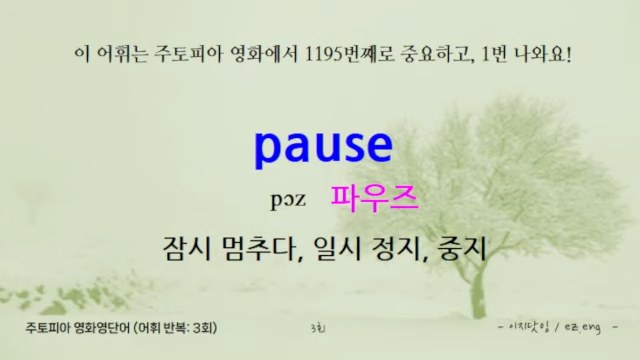 이 어휘는 주토피아 영화에서 1195번째로 중요하고, 1번 나와요!
pause
pɔz 파우즈
잠시 멈추다, 일시 정지, 중지
주토피아 영화영단어 (어휘 반복: 3회) 3회 - 이지닷잉 / ez.eng -